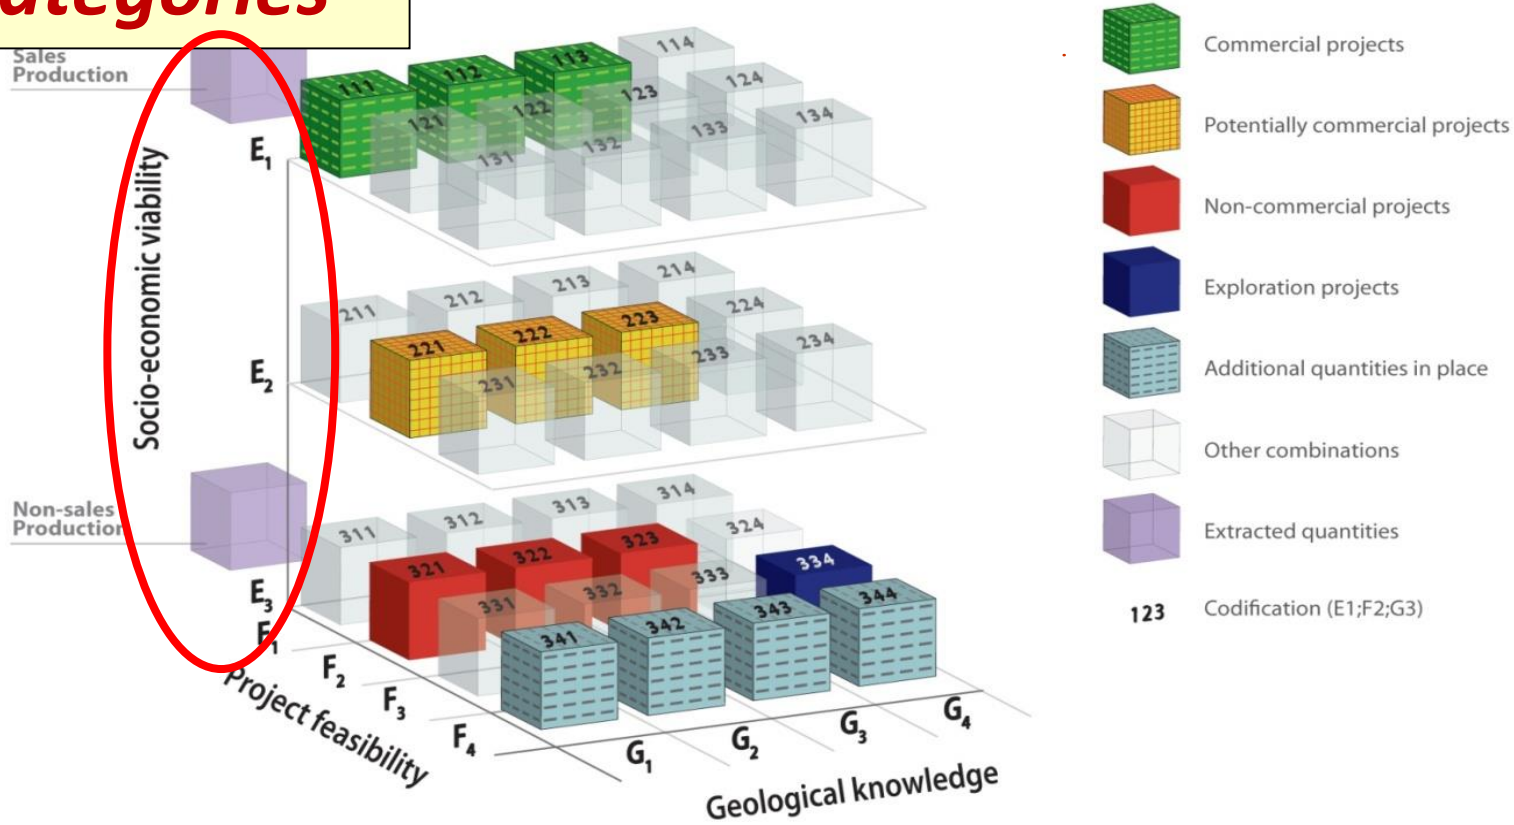 ategories
Sales
Production
E1
Socio-economic viability
111
112
113
114
121
122
123
124
131
132
133
134
E2
211
212
213
214
221
222
223
224
231
232
233
234
Non-sales
Production
E3
311
312
313
314
321
322
323
324
331
332
333
334
341
342
343
344
F1
F2
F3
F4
Project feasibility
G1
G2
G3
G4
Geological knowledge
Commercial projects
Potentially commercial projects
Non-commercial projects
Exploration projects
Additional quantities in place
Other combinations
Extracted quantities
123 Codification (E1;F2;G3)